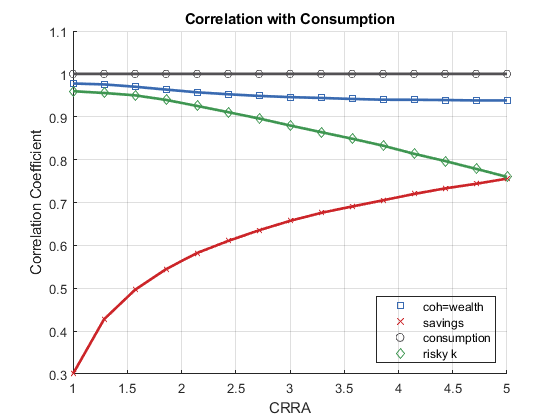 Correlation with Consumption
Correlation Coefficient
1.1
1
0.9
0.8
0.7
0.6
0.5
0.4
0.3
1 1.5 2 2.5 3 3.5 4 4.5 5
CRRA
coh=wealth
savings
consumption
risky k